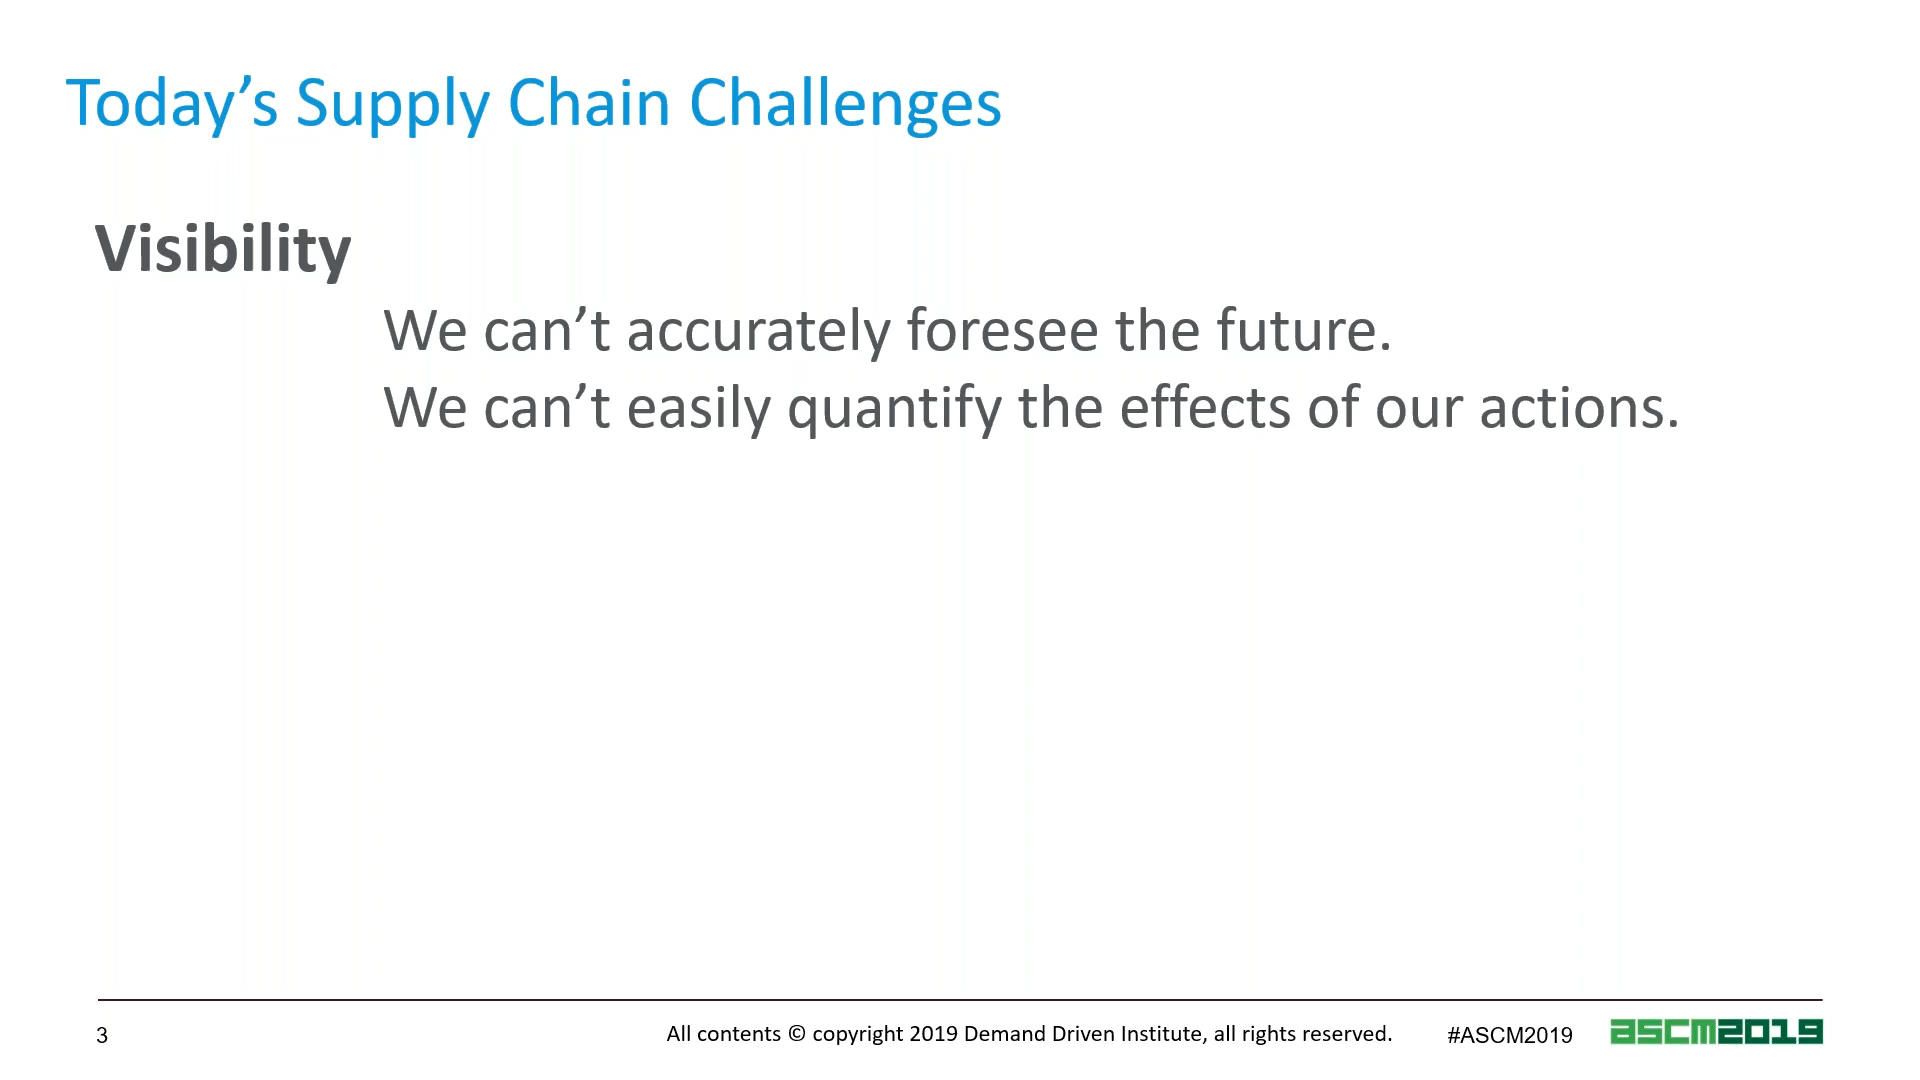 Today’s Supply Chain Challenges
Visibility
We can’t accurately foresee the future.
We can’t easily quantify the effects of our actions.
3
All contents © copyright 2019 Demand Driven Institute, all rights reserved.
#ASCM2019
ascm2019